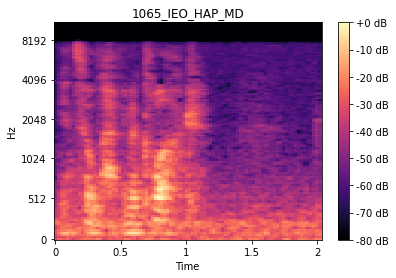 1065_IEO_HAP_MD
+0 dB
8192
-10 dB
4096
-20 dB
-30 dB
2048
-40 dB
Hz
1024
-50 dB
512
-60 dB
-70 dB
0
-80 dB
0 0.5 1 1.5 2
Time